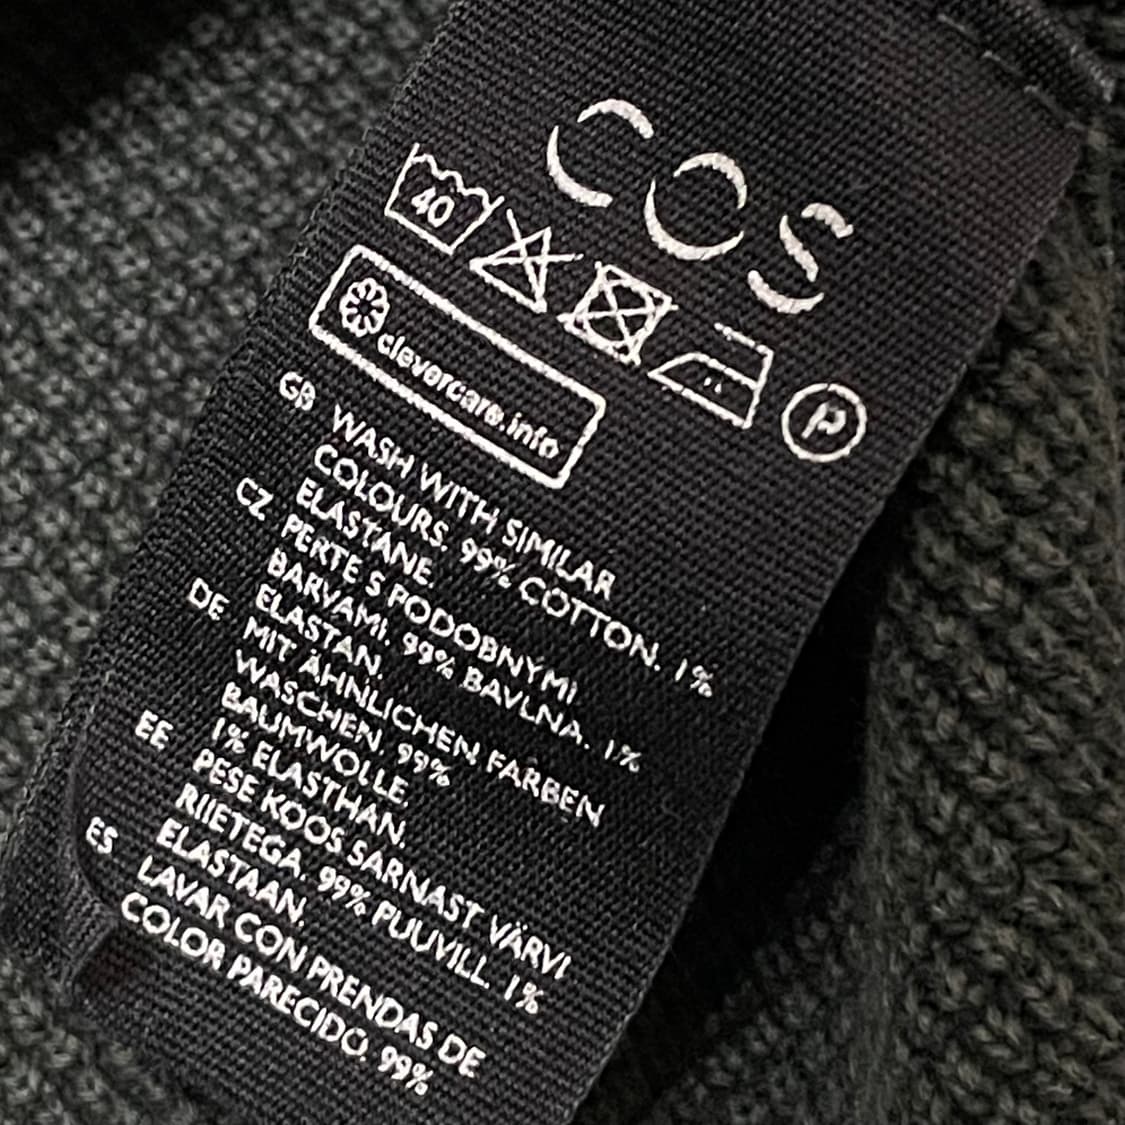 COS
40
P
clevercare.info
GB WASH WITH SIMILAR
COLOURS. 99% COTTON. 1%
ELASTANE.
CZ PERTE S PODOBNYMI
BARVAMI. 99% BAVLNA. 1%
ELASTAN.
DE MIT ÄHNLICHEN FARBEN
WASCHEN. 99%
BAUMWOLLE.
1% ELASTHAN.
EE PESE KOOS SARNAST VÄRVI
RIIETEGA. 99% PUUVILL. 1%
ELASTAAN.
ES LAVAR CON PRENDAS DE
COLOR PARECIDO. 99%